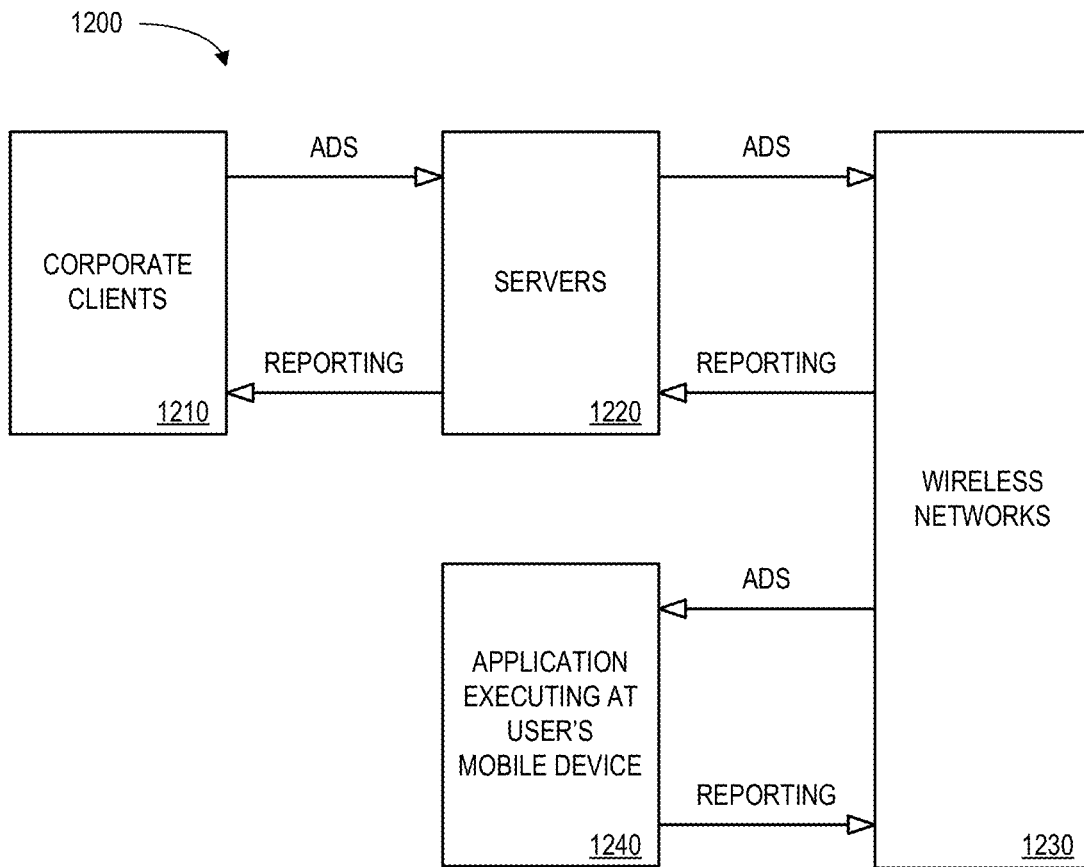 1200
ADS
ADS
CORPORATE
CLIENTS
SERVERS
REPORTING
REPORTING
1210
1220
WIRELESS
NETWORKS
ADS
APPLICATION
EXECUTING AT
USER'S
MOBILE DEVICE
REPORTING
1240
1230